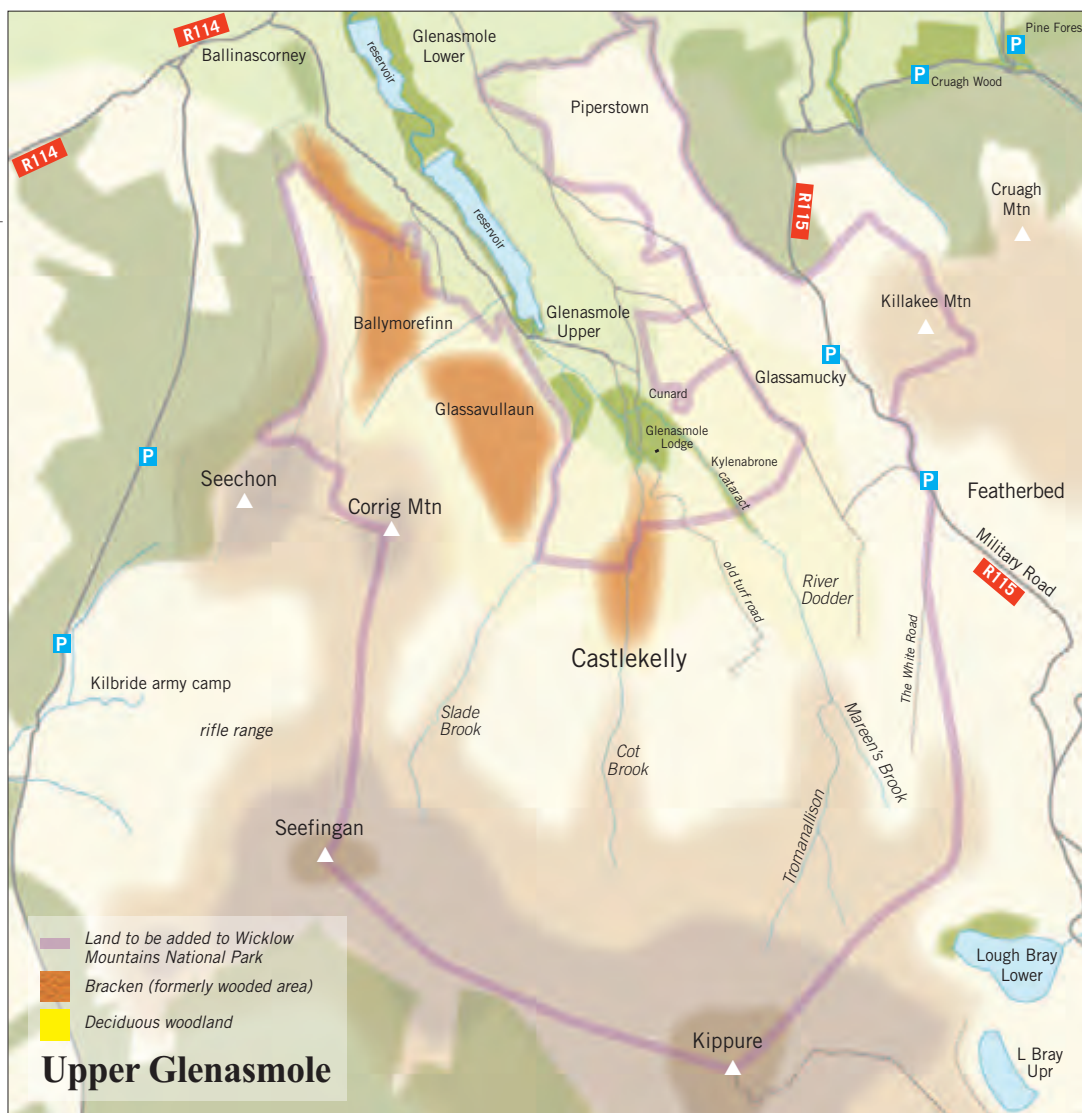 R114
Ballinascorney
reservoir
Glenasmole
Lower
Pine Fores
P
P
Cruagh Wood
Piperstown
R114
R115
Cruagh
Mtn
reservoir
Killakee Mtn
Ballymorefinn
Glenasmole
Upper
P
Glassamucky
Cunard
Glassavullaun
Glenasmole
Lodge
P
Kylenabrone
cataract
Seechon
P
Featherbed
Corrig Mtn
Military Road
R115
old turf road
River
Dodder
P
Castlekelly
The White Road
Kilbride army camp
rifle range
Slade
Brook
Cot
Brook
Mareen's Brook
Seefingan
Tromanallison
Land to be added to Wicklow
Mountains National Park
Bracken (formerly wooded area)
Deciduous woodland
Upper Glenasmole
Lough Bray
Lower
Kippure
L Bray
Upr